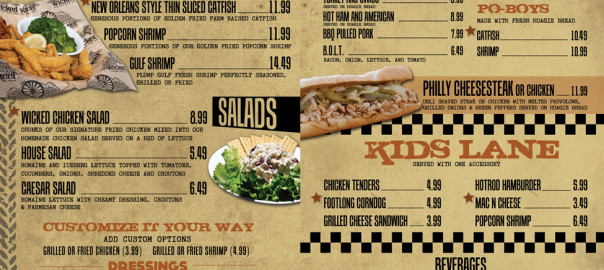 NEW ORLEANS STYLE THIN SLICED CATFISH 11.99
GENEROUS PORTIONS OF GOLDEN FRIED FARM RAISED CATFISH
POPCORN SHRIMP 11.99
GENEROUS PORTIONS OF OUR GOLDEN FRIED POPCORN SHRIMP
GULF SHRIMP 14.49
PLUMP GULF FRESH SHRIMP PERFECTLY SEASONED,
GRILLED OR FRIED
SALADS
WICKED CHICKEN SALAD 8.99
CHUNKS OF OUR SIGNATURE FRIED CHICKEN MIXED INTO OUR
HOMEMADE CHICKEN SALAD SERVED ON A BED OF LETTUCE
HOUSE SALAD 5.49
ROMAINE AND ICEBERG LETTUCE TOPPED WITH TOMATOES,
CUCUMBERS, ONIONS, SHREDDED CHEESE AND CROUTONS
CAESAR SALAD 6.49
ROMAINE LETTUCE WITH CREAMY DRESSING, CROUTONS
& PARMESAN CHEESE
CUSTOMIZE IT YOUR WAY
ADD CUSTOM OPTIONS
GRILLED OR FRIED CHICKEN (3.99) GRILLED OR FRIED SHRIMP (4.99)
DRESSINGS
SERVED ON HOAGIE BREAD
HOT HAM AND AMERICAN 8.99
SERVED ON HOAGIE BREAD
BBQ PULLED PORK 7.99
B.O.L.T. 6.49
BACON, ONION, LETTUCE, AND TOMATO
PO-BOYS
MADE WITH FRESH HOAGIE BREAD
CATFISH 10.49
SHRIMP 10.99
PHILLY CHEESESTEAK OR CHICKEN 11.99
DELI SHAVED STEAK OR CHICKEN WITH MELTED PROVOLONE,
GRILLED ONIONS & GREEN PEPPERS SERVED ON HOAGIE BREAD
KIDS LANE
SERVED WITH ONE ACCESSORY
CHICKEN TENDERS 4.99
FOOTLONG CORNDOG 4.99
GRILLED CHEESE SANDWICH 3.99
HOTROD HAMBURGER 5.99
MAC N CHEESE 3.49
POPCORN SHRIMP 6.49
BEVERAGES